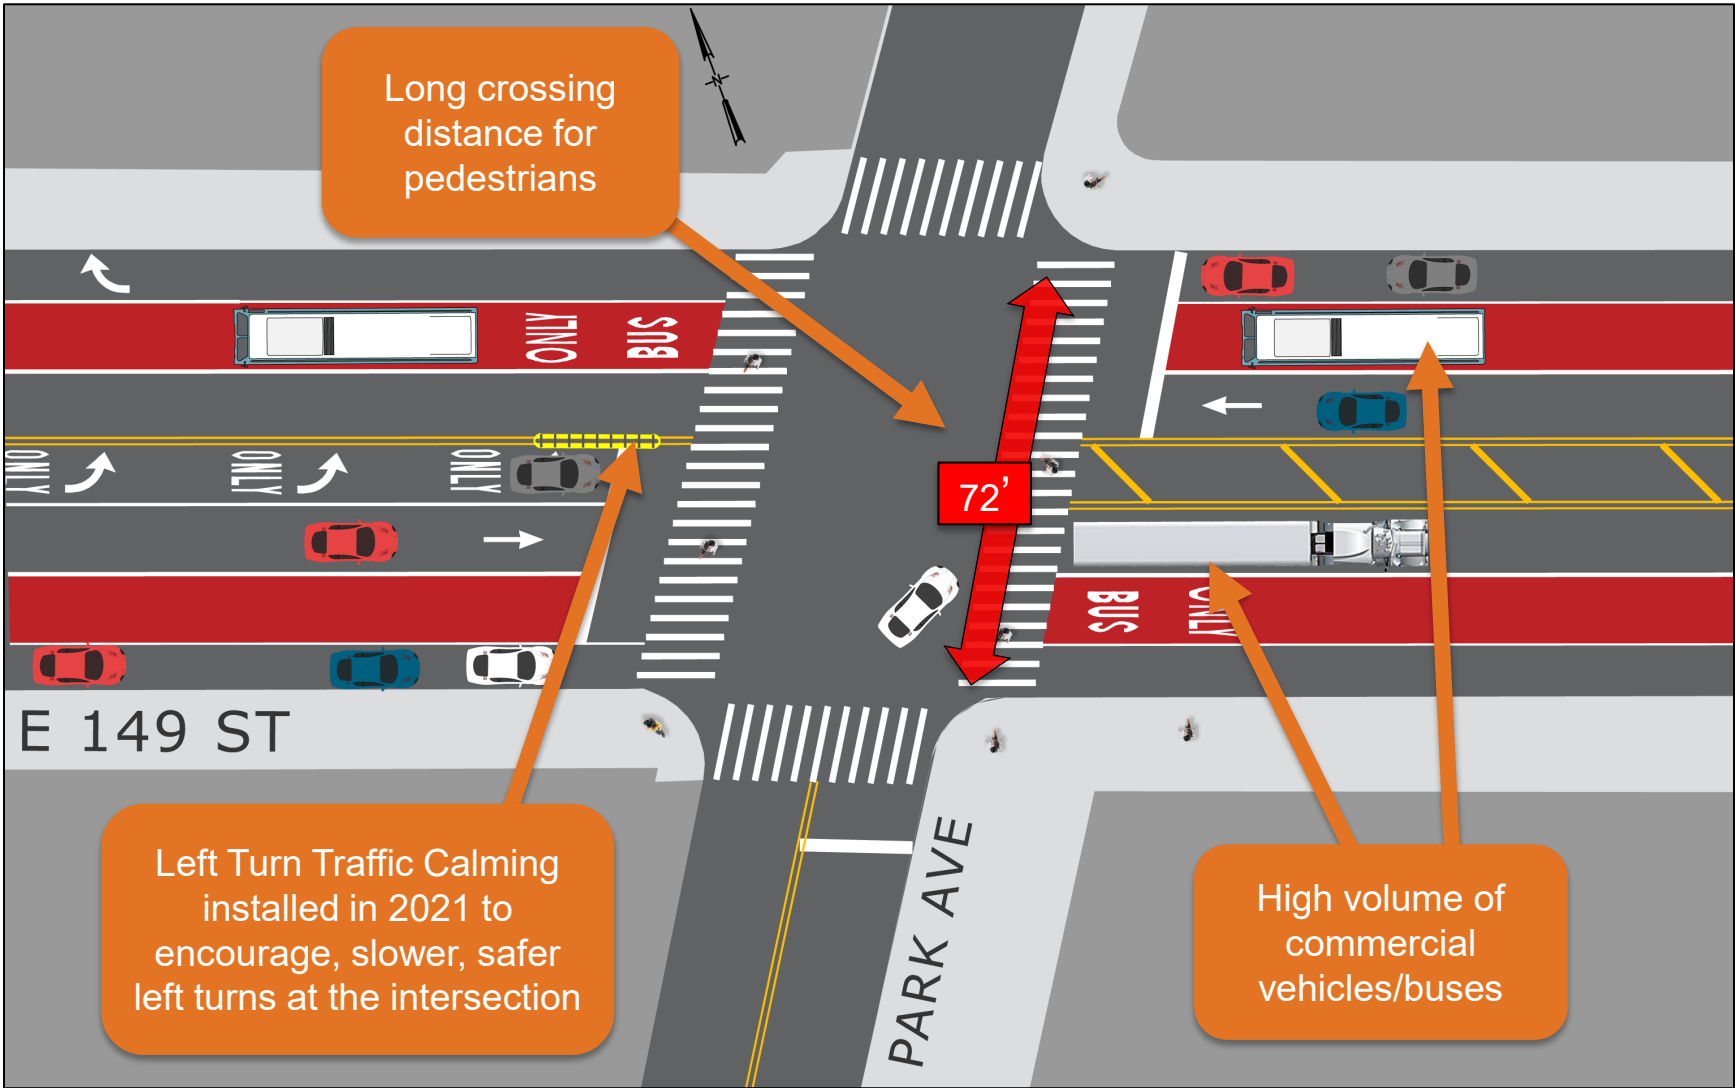 Long crossing
distance for
pedestrians
N
ONLY
BUS
ONLY
ONLY
ONLY
72’
BUS
ONLY
E 149 ST
PARK AVE
Left Turn Traffic Calming
installed in 2021 to
encourage, slower, safer
left turns at the intersection
High volume of
commercial
vehicles/buses